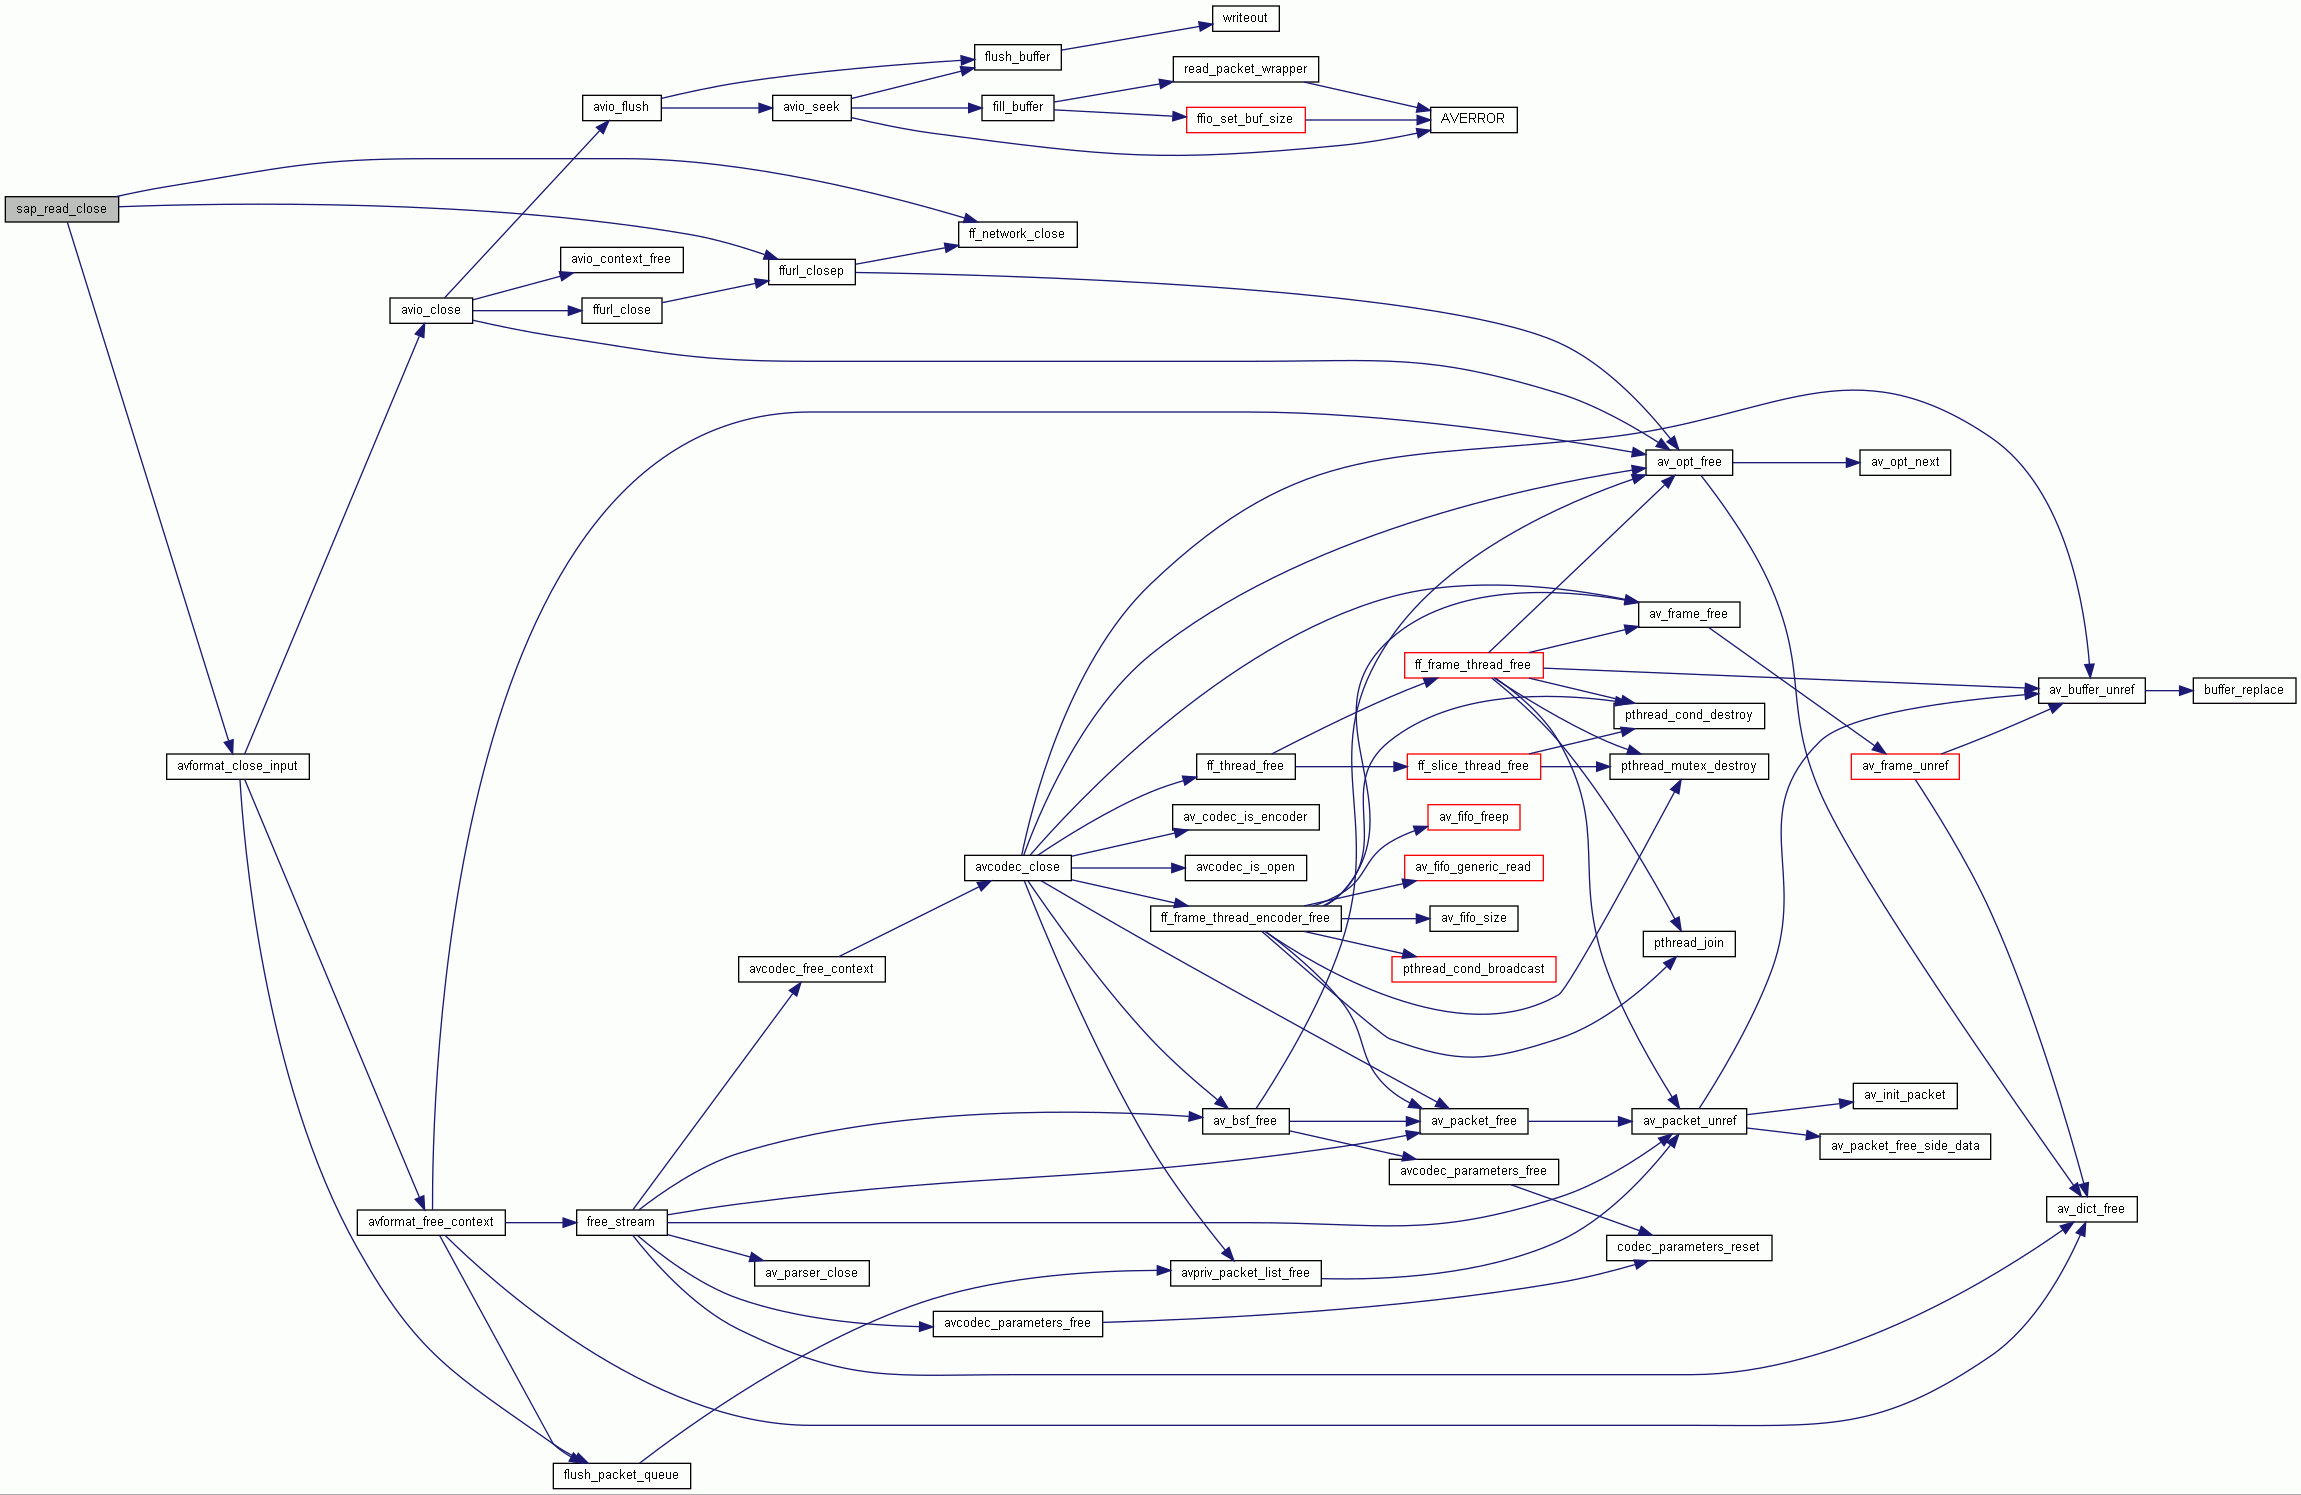 writeout
flush_buffer
read_packet_wrapper
avio_flush
avio_seek
fill_buffer
ffio_set_buf_size
AVERROR
sap_read_close
ff_network_close
avio_context_free
ffurl_closep
avio_close
ffurl_close
av_opt_free
av_opt_next
av_frame_free
ff_frame_thread_free
av_buffer_unref
buffer_replace
pthread_cond_destroy
avformat_close_input
ff_thread_free
ff_slice_thread_free
pthread_mutex_destroy
av_frame_unref
av_codec_is_encoder
av_fifo_freep
avcodec_close
avcodec_is_open
av_fifo_generic_read
ff_frame_thread_encoder_free
av_fifo_size
pthread_join
avcodec_free_context
pthread_cond_broadcast
av_init_packet
av_bsf_free
av_packet_free
av_packet_unref
av_packet_free_side_data
avcodec_parameters_free
av_dict_free
avformat_free_context
free_stream
codec_parameters_reset
av_parser_close
avpriv_packet_list_free
avcodec_parameters_free
flush_packet_queue